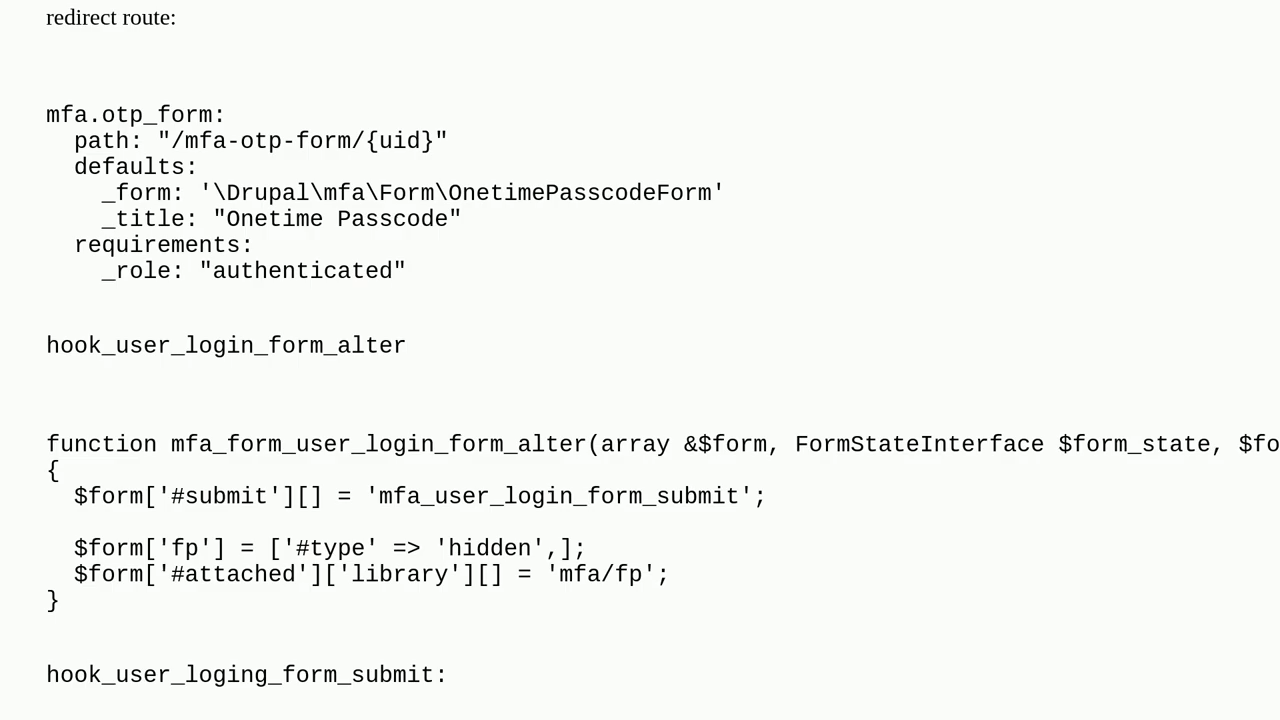 redirect route:
mfa.otp_form:
  path: "/mfa-otp-form/{uid}"
  defaults:
    _form: '\Drupal\mfa\Form\OnetimePasscodeForm'
    _title: "Onetime Passcode"
  requirements:
    _role: "authenticated"
hook_user_login_form_alter
function mfa_form_user_login_form_alter(array &$form, FormStateInterface $form_state, $fo
{
  $form['#submit'][] = 'mfa_user_login_form_submit';
  $form['fp'] = ['#type' => 'hidden',];
  $form['#attached']['library'][] = 'mfa/fp';
}
hook_user_loging_form_submit: